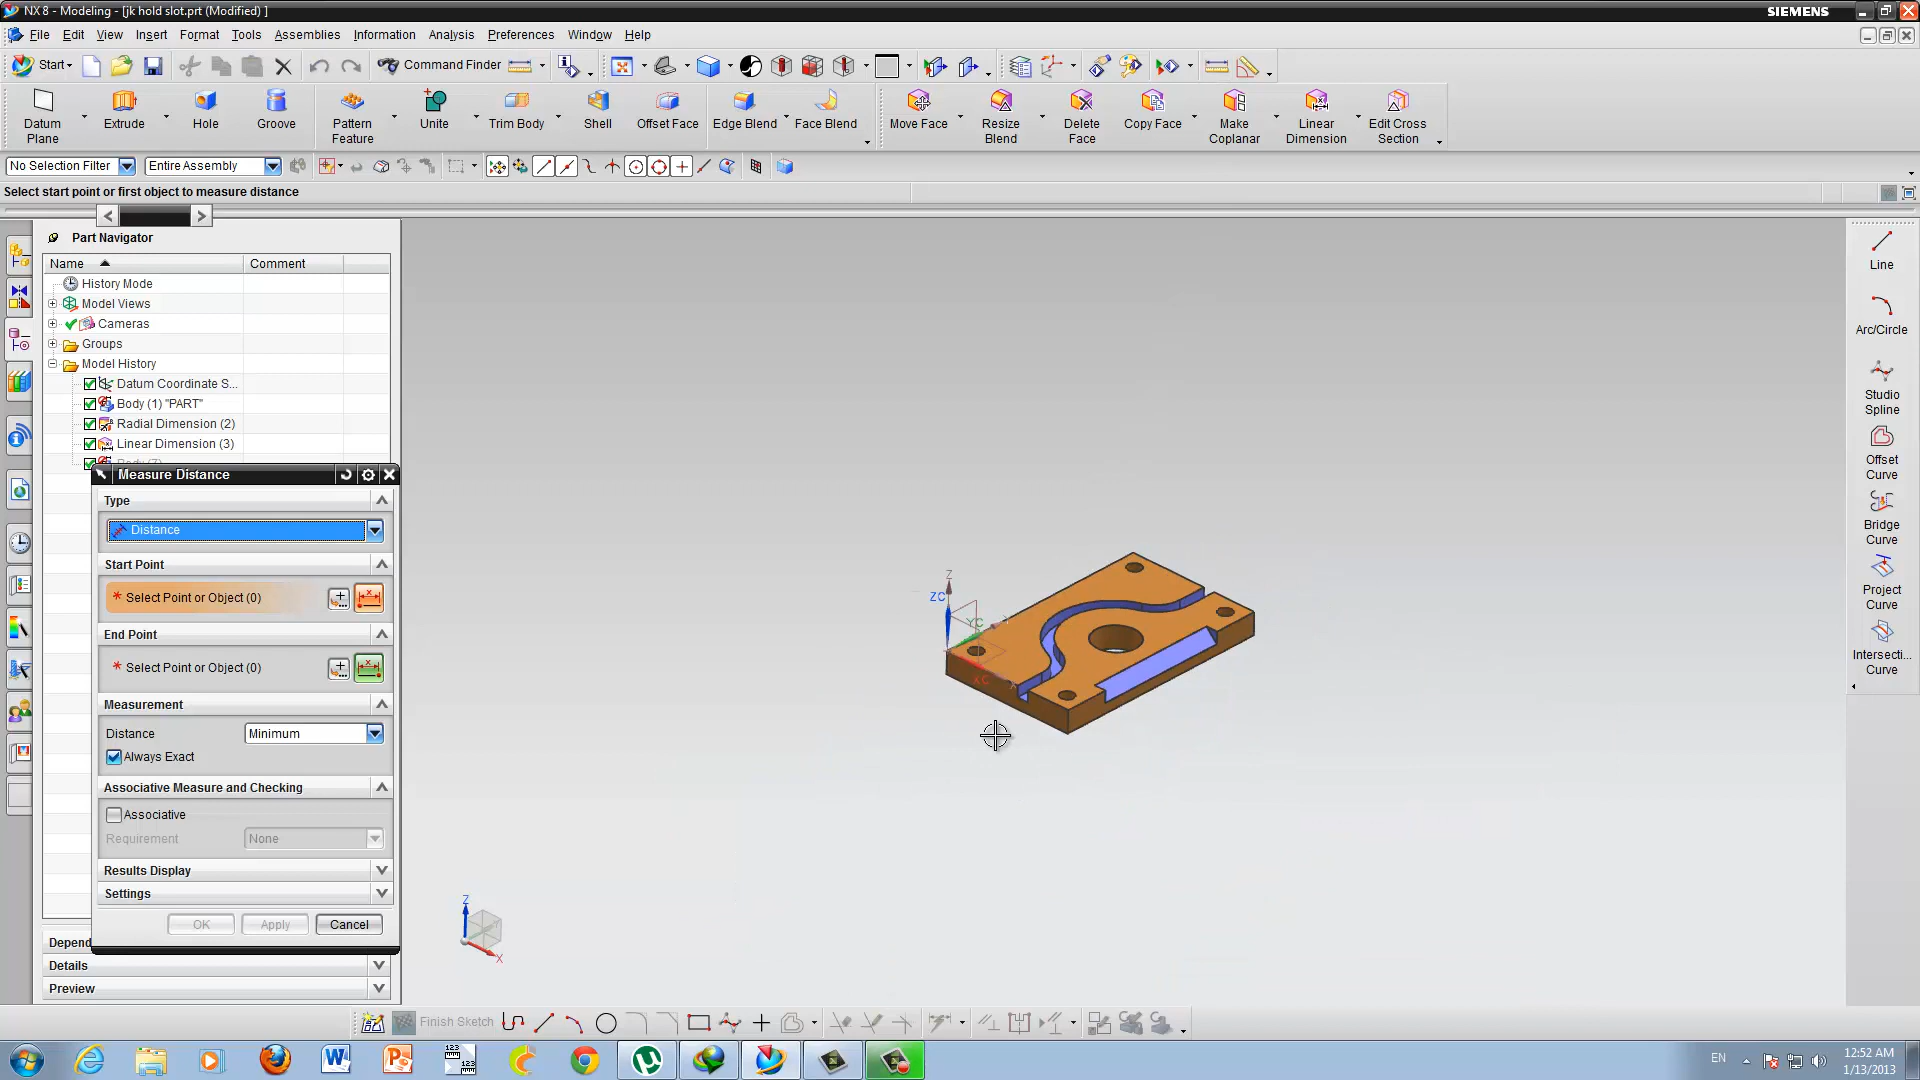 NX 8 - Modeling - [jk hold slot.prt (Modified) ]
SIEMENS
File Edit View Insert Format Tools Assemblies Information Analysis Preferences Window Help
Start Command Finder
Datum Plane
Extrude
Hole
Groove
Pattern Feature
Unite
Trim Body
Shell
Offset Face
Edge Blend
Face Blend
Move Face
Resize Blend
Delete Face
Copy Face
Make Coplanar
Linear Dimension
Edit Cross Section
No Selection Filter
Entire Assembly
Select start point or first object to measure distance
Part Navigator
Name Comment
History Mode
Model Views
Cameras
Groups
Model History
Datum Coordinate S...
Body (1) "PART"
Radial Dimension (2)
Linear Dimension (3)
Body (7)
Measure Distance
Type
Distance
Start Point
* Select Point or Object (0)
End Point
* Select Point or Object (0)
Measurement
Distance Minimum
Always Exact
Associative Measure and Checking
Associative
Requirement None
Results Display
Settings
OK Apply Cancel
Depend
Details
Preview
Z
ZC
YC
XC
X
Z
X
Line
Arc/Circle
Studio Spline
Offset Curve
Bridge Curve
Project Curve
Intersecti... Curve
Finish Sketch
EN
12:52 AM
1/13/2013